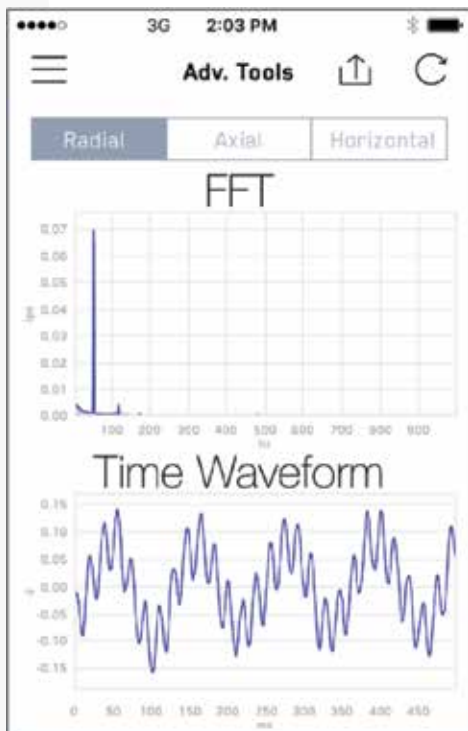 3G 2:03 PM
Adv. Tools
Radial Axial Horizontal
FFT
0.07
0.06
0.05
0.04
0.03
0.02
0.01
0.00
ips
100 200 300 400 500 600 700 800 900
hz
Time Waveform
0.15
0.10
0.05
0.00
-0.05
-0.10
-0.15
g
0 50 100 150 200 250 300 350 400 450
ms